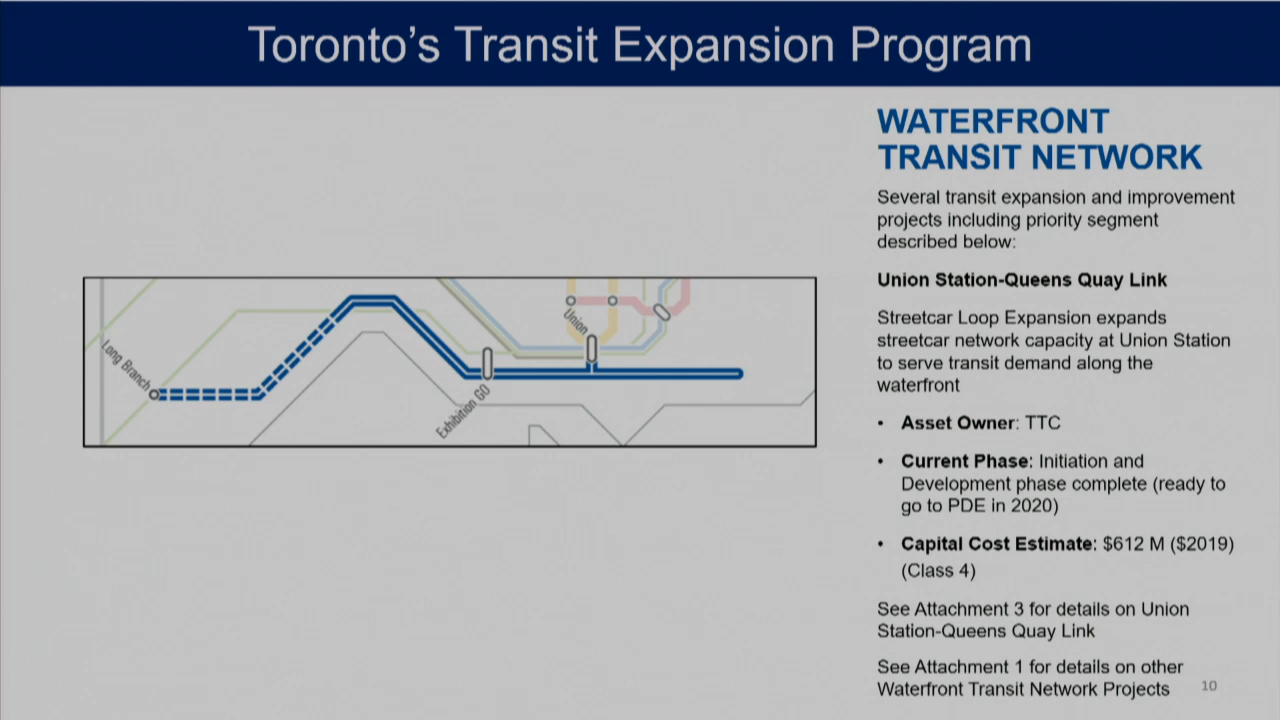 Toronto's Transit Expansion Program
WATERFRONT
TRANSIT NETWORK
Several transit expansion and improvement
projects including priority segment
described below:
Union Station-Queens Quay Link
Streetcar Loop Expansion expands
streetcar network capacity at Union Station
to serve transit demand along the
waterfront
• Asset Owner: TTC
• Current Phase: Initiation and
Development phase complete (ready to
go to PDE in 2020)
• Capital Cost Estimate: $612 M ($2019)
(Class 4)
See Attachment 3 for details on Union
Station-Queens Quay Link
See Attachment 1 for details on other
Waterfront Transit Network Projects
10
Long Branch
Exhibition GO
Union